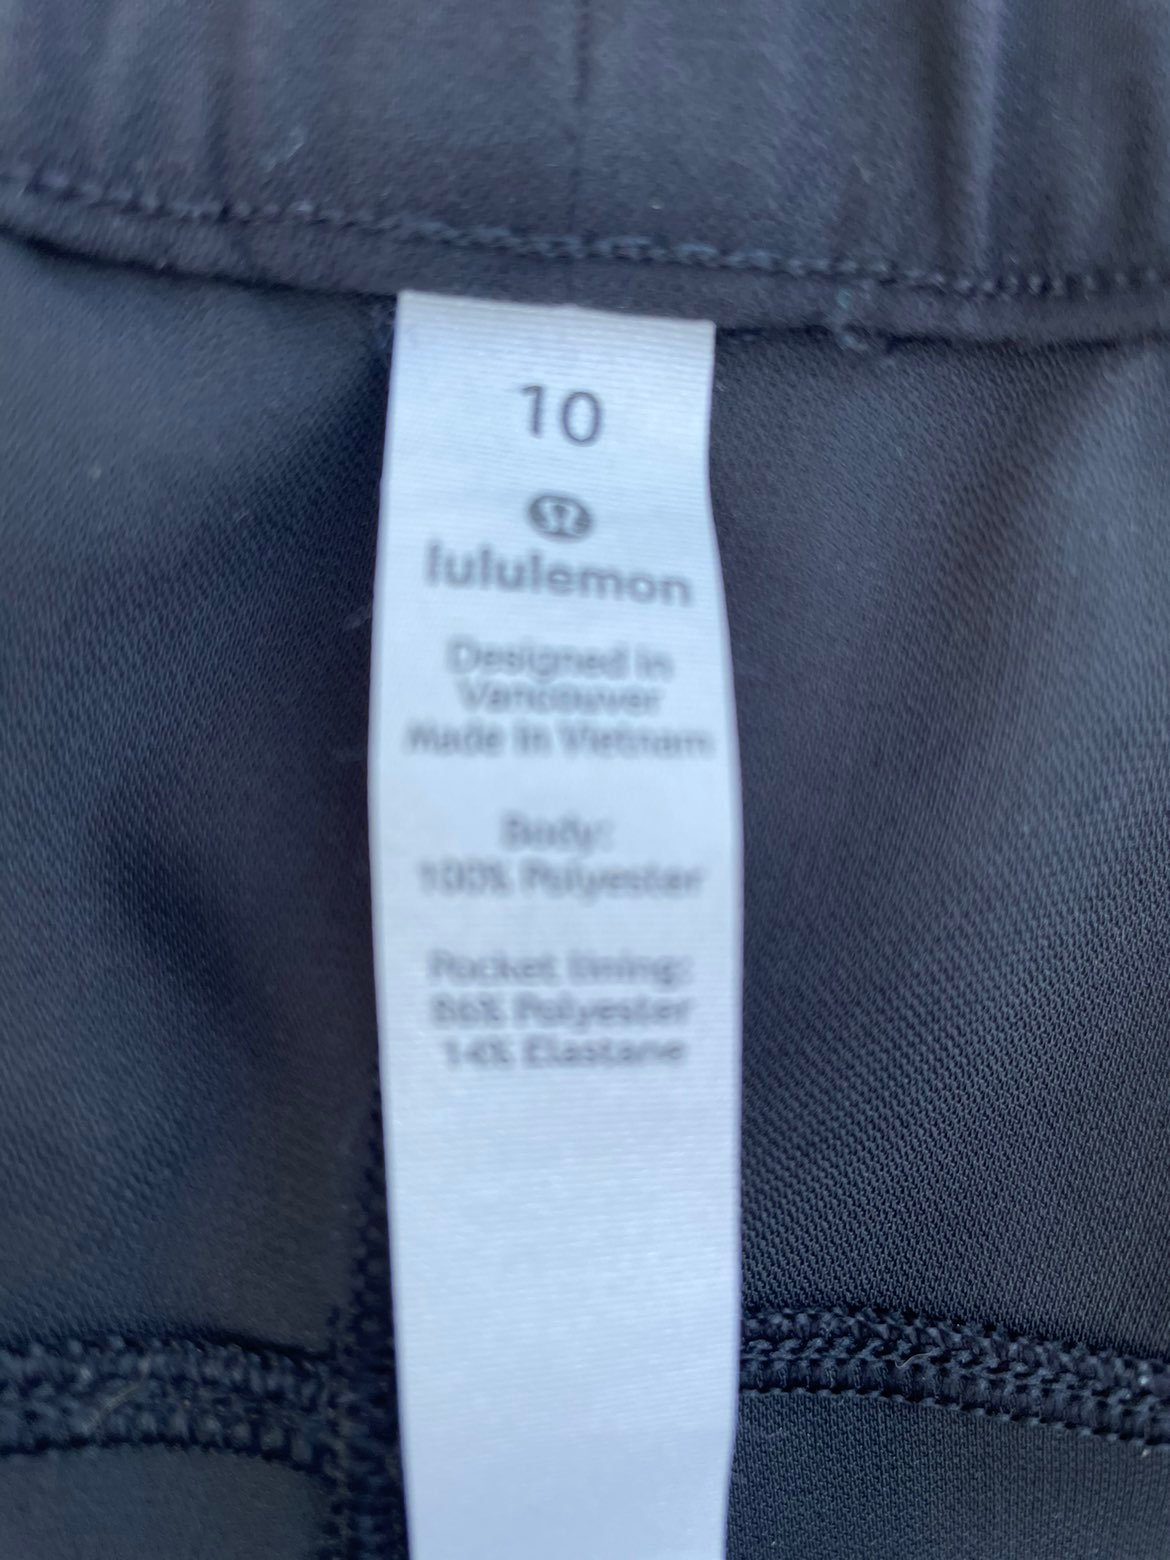 10
lululemon
Designed in
Vancouver
Made in Vietnam
Body:
100% Polyester
Pocket lining:
86% Polyester
14% Elastane